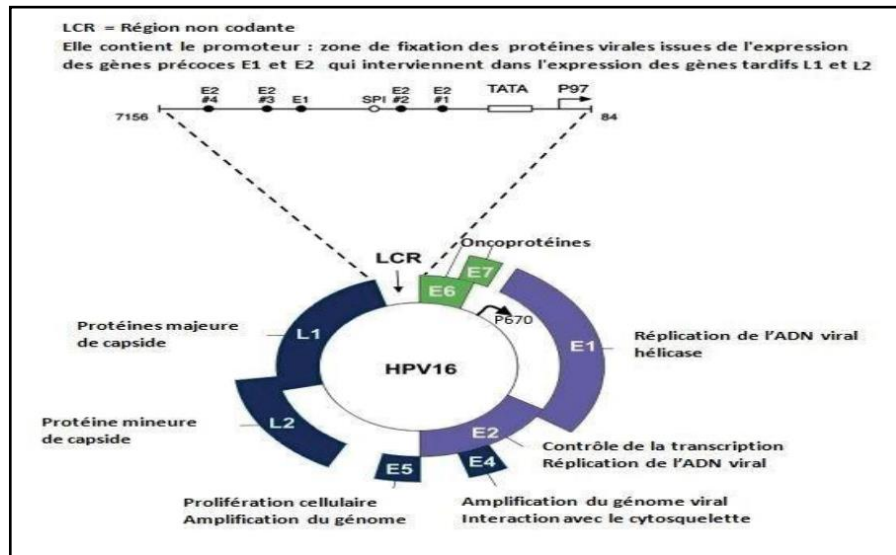 LCR = Région non codante
Elle contient le promoteur : zone de fixation des protéines virales issues de l'expression
des gènes précoces E1 et E2 qui interviennent dans l'expression des gènes tardifs L1 et L2
E2 #4
E2 #3
E1
SPI
E2 #2
E2 #1
TATA
P97
7156
84
LCR
Oncoprotéines
E7
E6
P670
L1
Protéines majeure
de capside
E1
Réplication de l'ADN viral
hélicase
HPV16
L2
Protéine mineure
de capside
E2
Contrôle de la transcription
Réplication de l'ADN viral
E5
E4
Prolifération cellulaire
Amplification du génome
Amplification du génome viral
Interaction avec le cytosquelette